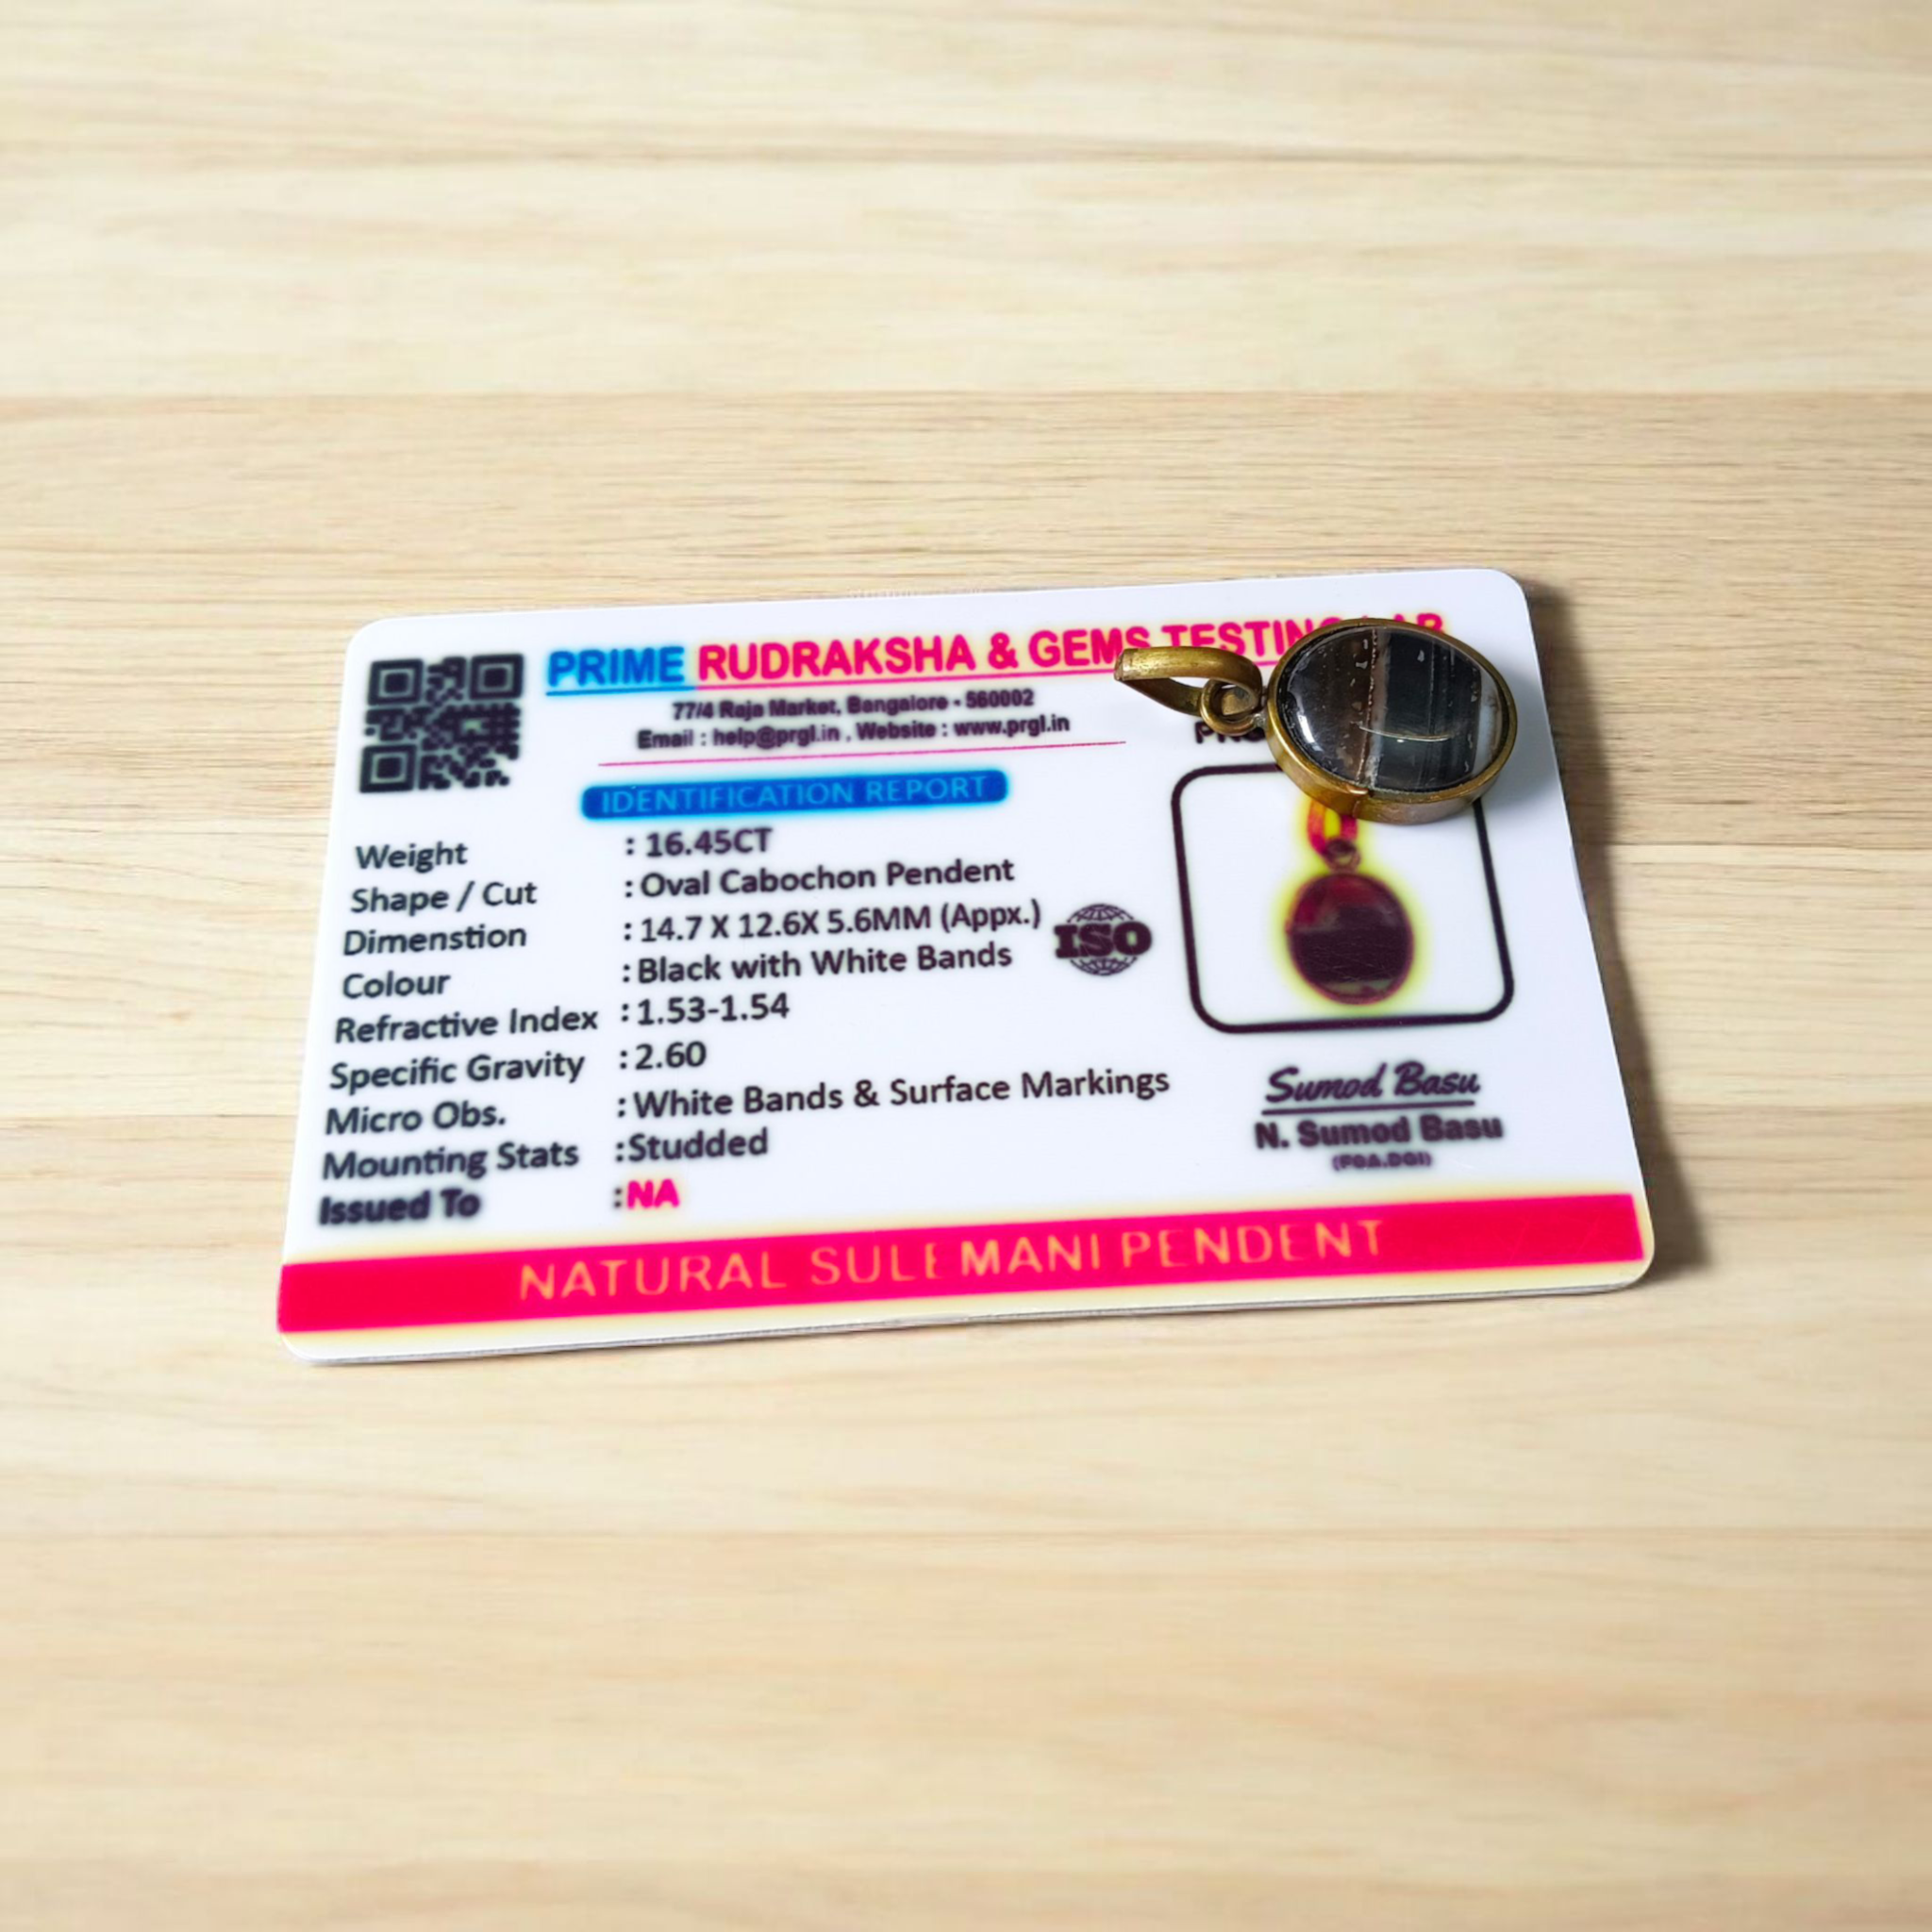 PRIME RUDRAKSHA & GEMS TESTING LAB
77/4 Raja Market, Bangalore - 560002
Email : help@prgl.in , Website : www.prgl.in
IDENTIFICATION REPORT
Weight : 16.45CT
Shape / Cut : Oval Cabochon Pendent
Dimenstion : 14.7 X 12.6X 5.6MM (Appx.)
Colour : Black with White Bands
Refractive Index : 1.53-1.54
Specific Gravity : 2.60
Micro Obs. : White Bands & Surface Markings
Mounting Stats : Studded
Issued To : NA
ISO
Sumod Basu
N. Sumod Basu
NATURAL SULEMANI PENDENT